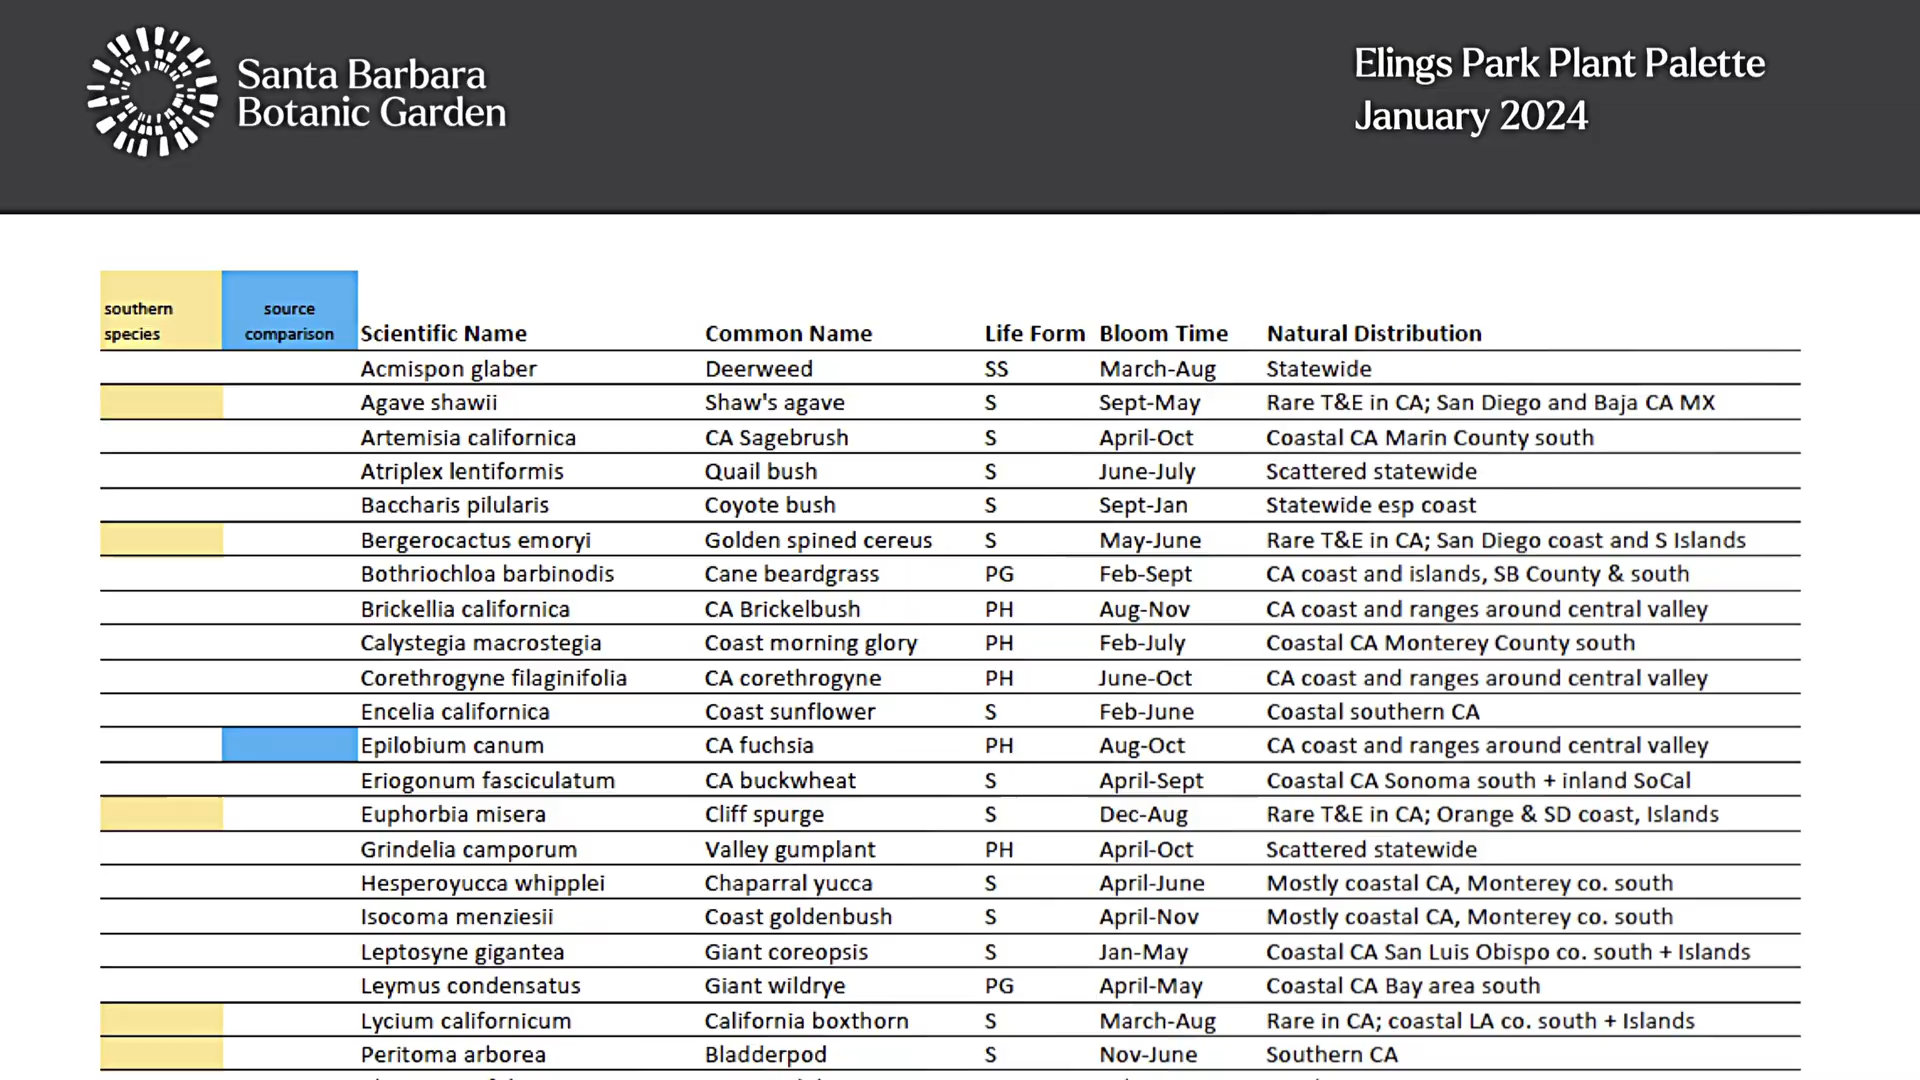 Santa Barbara
Botanic Garden
Elings Park Plant Palette
January 2024
southern species source comparison Scientific Name Common Name Life Form Bloom Time Natural Distribution
Acmispon glaber Deerweed SS March-Aug Statewide
Agave shawii Shaw's agave S Sept-May Rare T&E in CA; San Diego and Baja CA MX
Artemisia californica CA Sagebrush S April-Oct Coastal CA Marin County south
Atriplex lentiformis Quail bush S June-July Scattered statewide
Baccharis pilularis Coyote bush S Sept-Jan Statewide esp coast
Bergerocactus emoryi Golden spined cereus S May-June Rare T&E in CA; San Diego coast and S Islands
Bothriochloa barbinodis Cane beardgrass PG Feb-Sept CA coast and islands, SB County & south
Brickellia californica CA Brickelbush PH Aug-Nov CA coast and ranges around central valley
Calystegia macrostegia Coast morning glory PH Feb-July Coastal CA Monterey County south
Corethrogyne filaginifolia CA corethrogyne PH June-Oct CA coast and ranges around central valley
Encelia californica Coast sunflower S Feb-June Coastal southern CA
Epilobium canum CA fuchsia PH Aug-Oct CA coast and ranges around central valley
Eriogonum fasciculatum CA buckwheat S April-Sept Coastal CA Sonoma south + inland SoCal
Euphorbia misera Cliff spurge S Dec-Aug Rare T&E in CA; Orange & SD coast, Islands
Grindelia camporum Valley gumplant PH April-Oct Scattered statewide
Hesperoyucca whipplei Chaparral yucca S April-June Mostly coastal CA, Monterey co. south
Isocoma menziesii Coast goldenbush S April-Nov Mostly coastal CA, Monterey co. south
Leptosyne gigantea Giant coreopsis S Jan-May Coastal CA San Luis Obispo co. south + Islands
Leymus condensatus Giant wildrye PG April-May Coastal CA Bay area south
Lycium californicum California boxthorn S March-Aug Rare in CA; coastal LA co. south + Islands
Peritoma arborea Bladderpod S Nov-June Southern CA